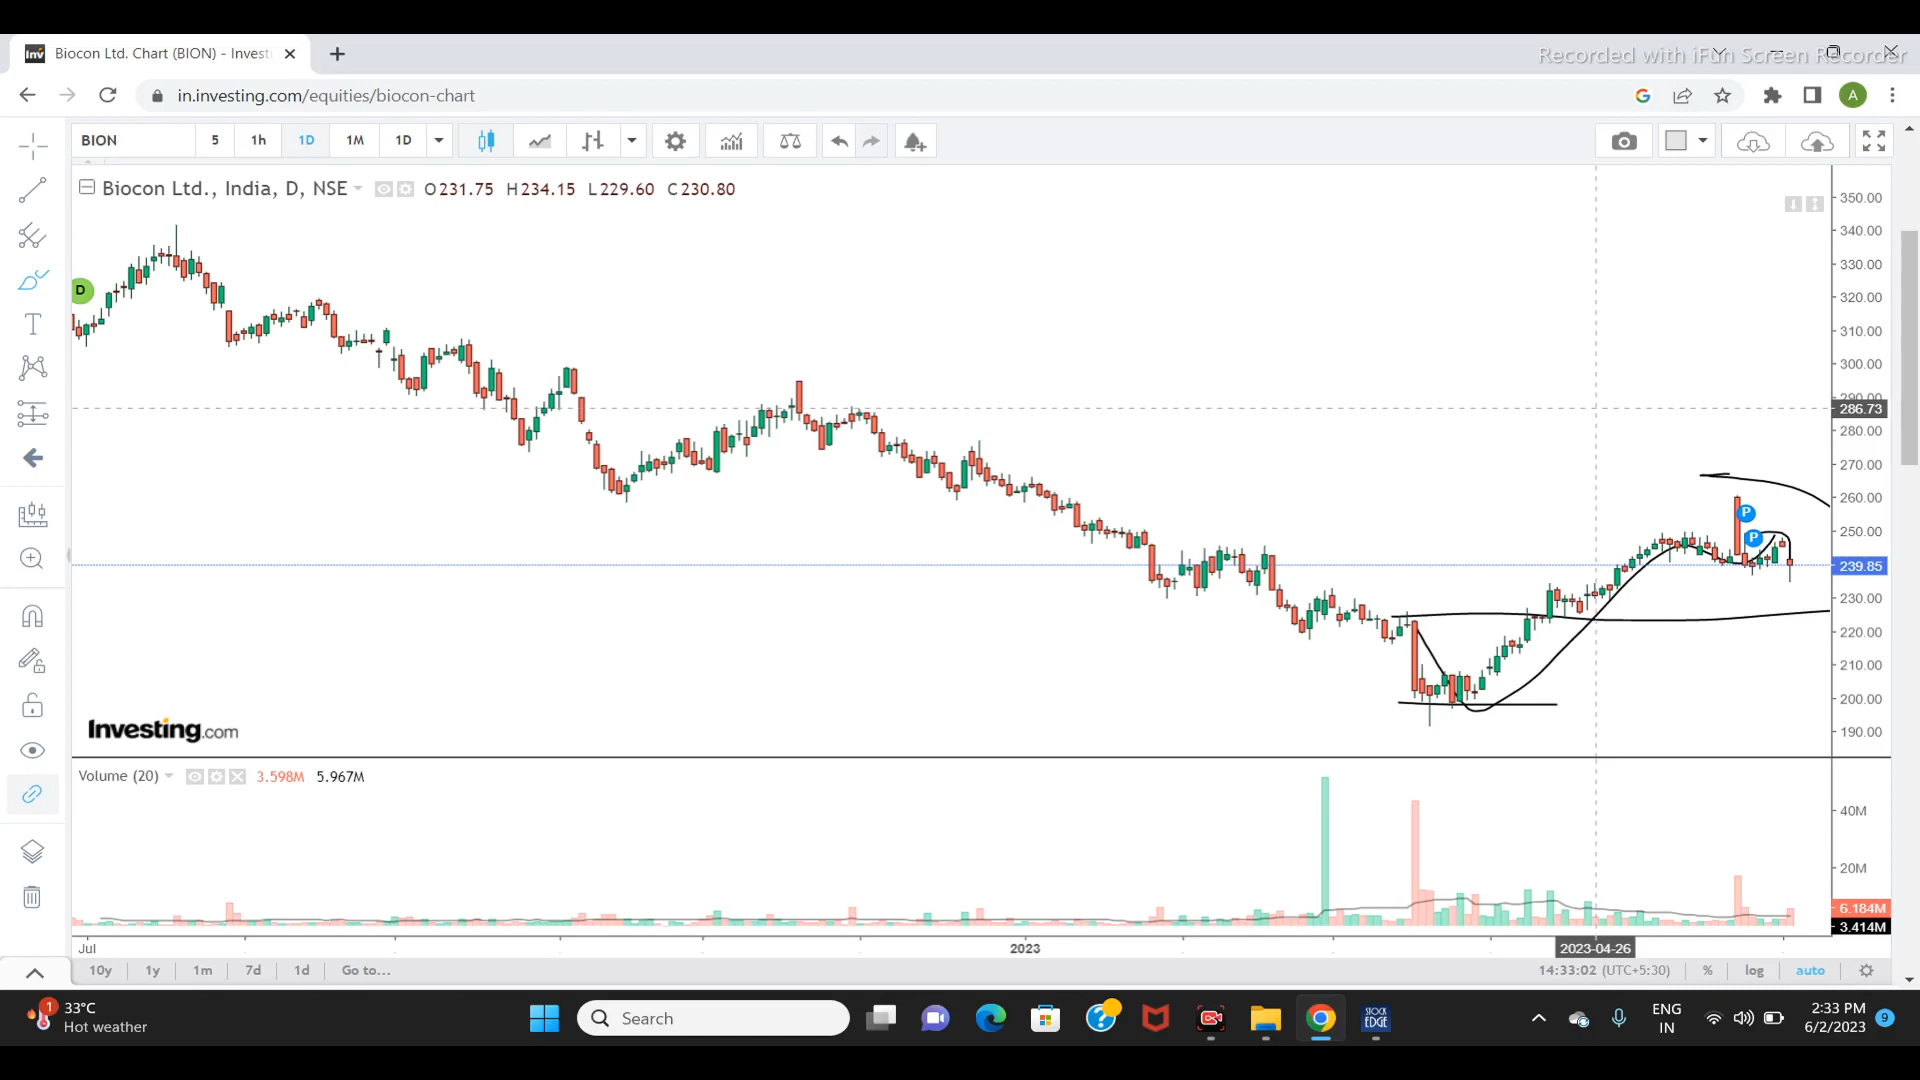 Biocon Ltd. Chart (BION) - Investi
Recorded with iFun Screen Recorder
in.investing.com/equities/biocon-chart
A
BION 5 1h 1D 1M 1D
Biocon Ltd., India, D, NSE O231.75 H234.15 L229.60 C230.80
D
P
P
350.00
340.00
330.00
320.00
310.00
300.00
290.00
286.73
280.00
270.00
260.00
250.00
239.85
230.00
220.00
210.00
200.00
190.00
Investing.com
Volume (20) 3.598M 5.967M
40M
20M
6.184M
3.414M
Jul 2023 2023-04-26
10y 1y 1m 7d 1d Go to... 14:33:02 (UTC+5:30) % log auto
1 33°C
Hot weather
Search
STOCK
EDGE
ENG
IN
2:33 PM
6/2/2023
9